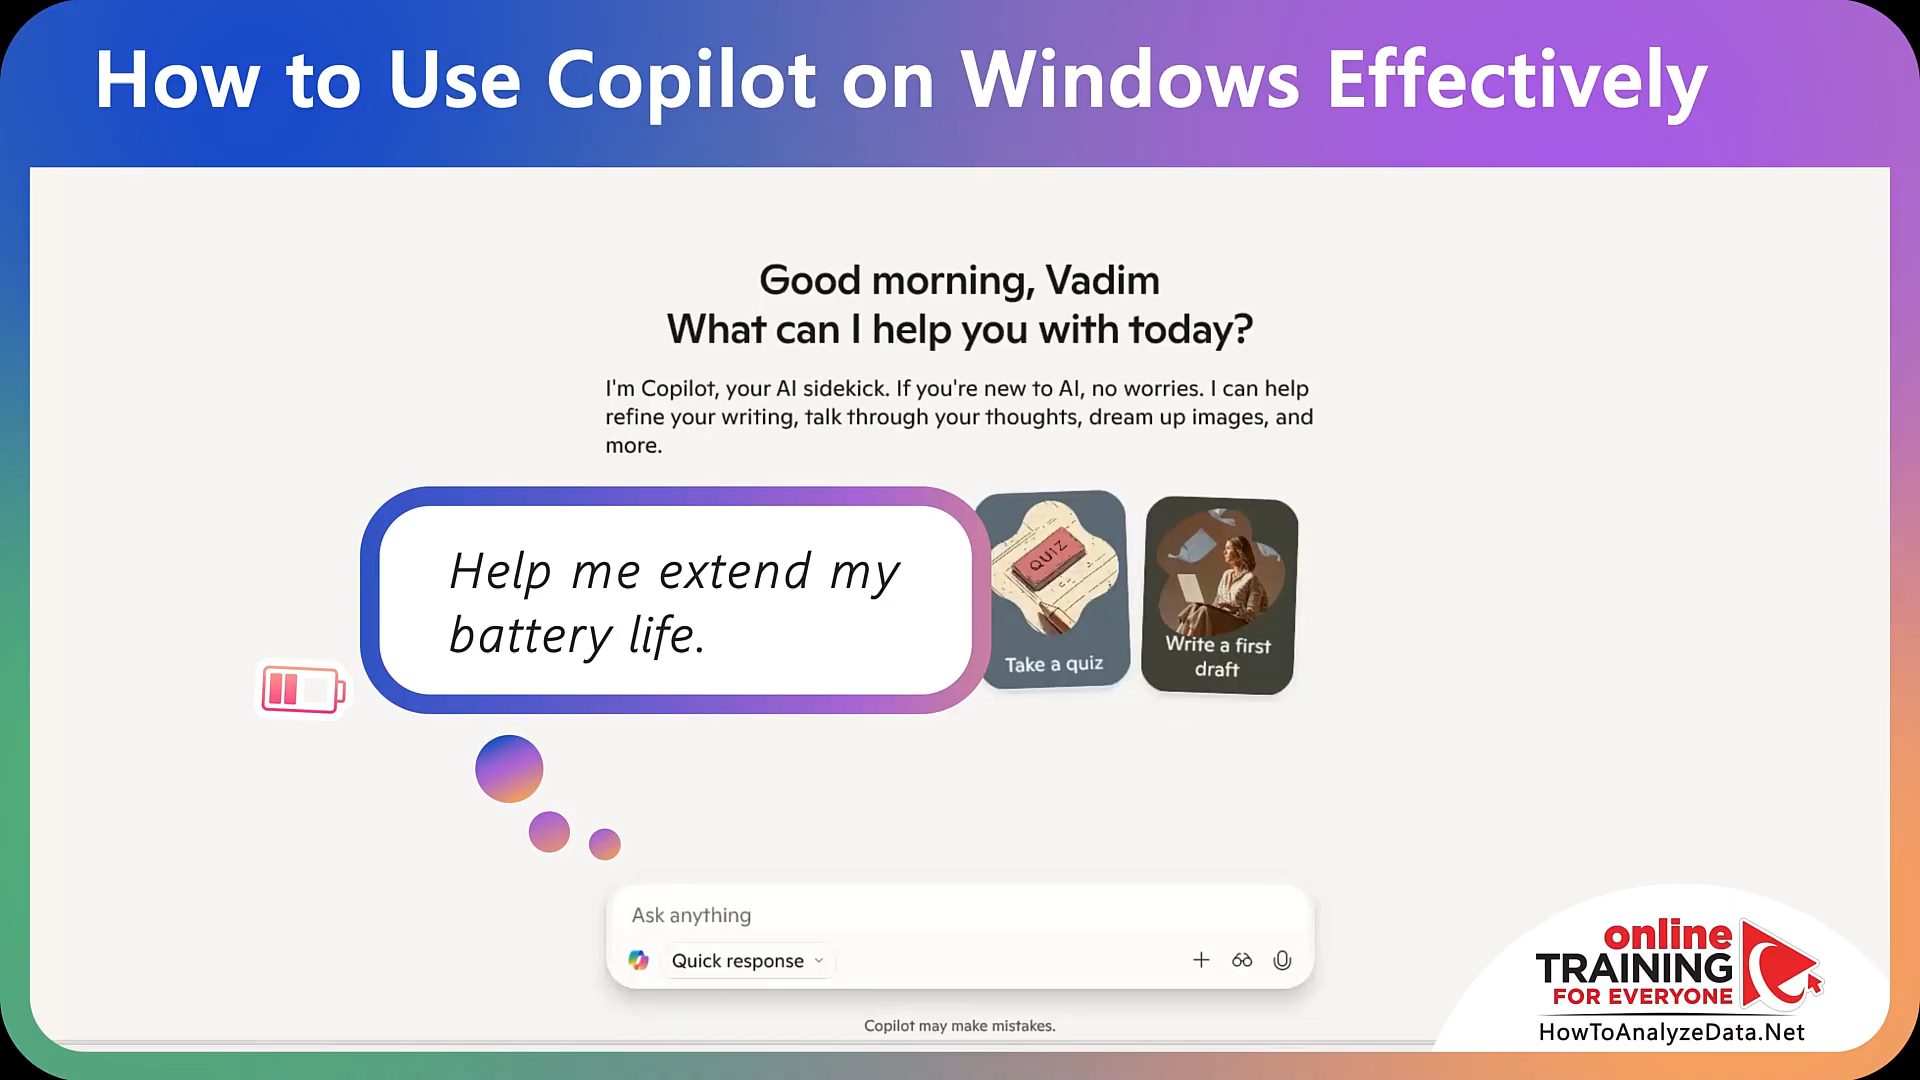 How to Use Copilot on Windows Effectively
Good morning, Vadim
What can I help you with today?
I'm Copilot, your AI sidekick. If you're new to AI, no worries. I can help
refine your writing, talk through your thoughts, dream up images, and
more.
Help me extend my
battery life.
QUIZ
Take a quiz
Write a first
draft
Ask anything
Quick response
Copilot may make mistakes.
online
TRAINING
FOR EVERYONE
HowToAnalyzeData.Net